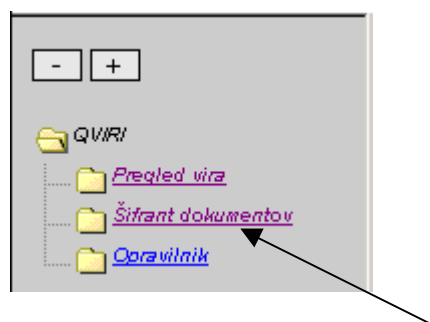 - +
QVIRI
Pregled vira
Šifrant dokumentov
Opravilnik